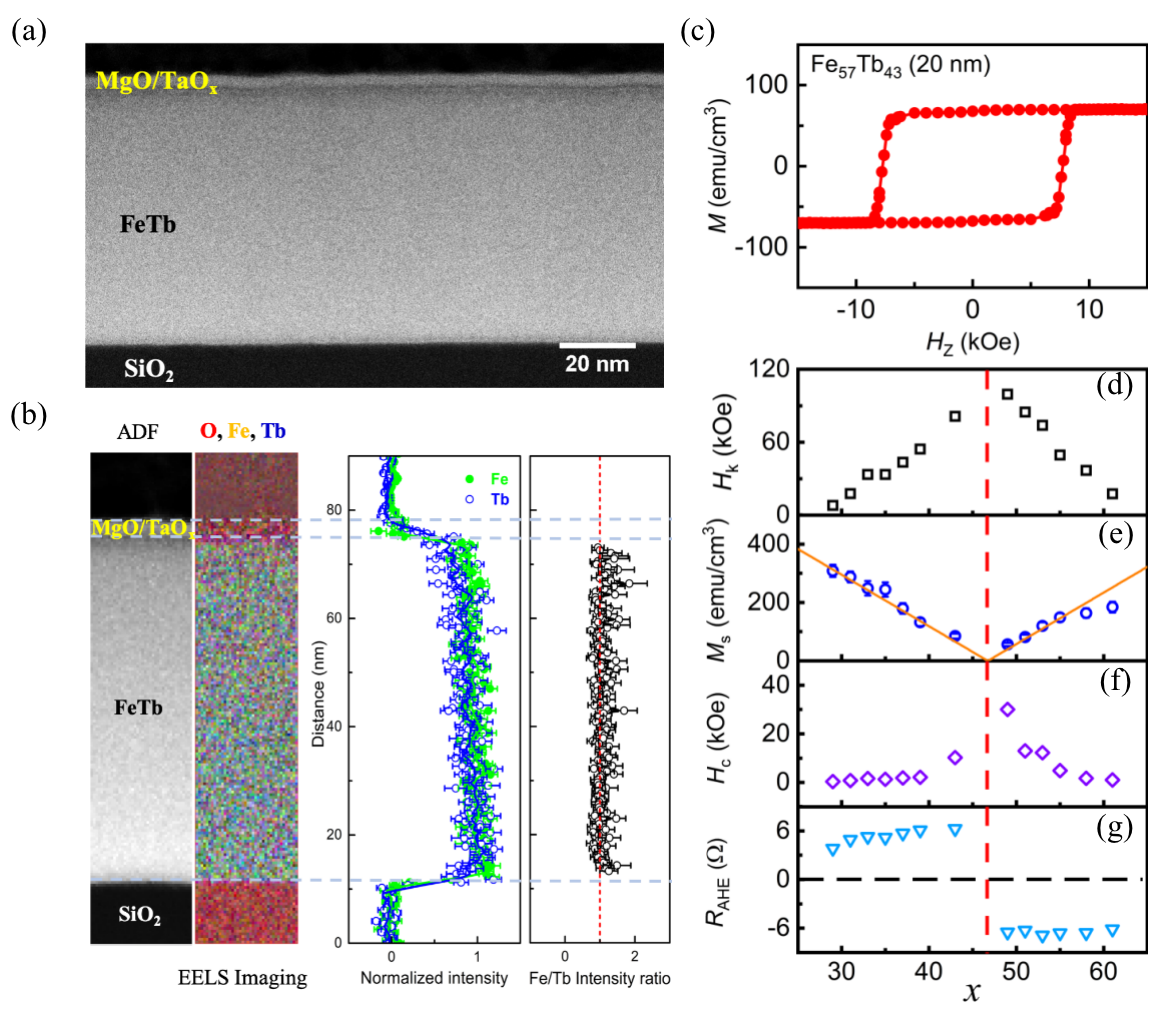 (a)
MgO/TaOx
FeTb
SiO2
20 nm
(b)
ADF
O, Fe, Tb
MgO/TaOx
FeTb
SiO2
EELS Imaging
Distance (nm)
80
60
40
20
0
Fe
Tb
0 1
Normalized intensity
0 2
Fe/Tb Intensity ratio
(c)
Fe57Tb43 (20 nm)
M (emu/cm3)
100
0
-100
-10 0 10
HZ (kOe)
(d)
Hk (kOe)
120
60
0
(e)
Ms (emu/cm3)
400
200
0
(f)
Hc (kOe)
40
20
0
(g)
RAHE (Ω)
6
0
-6
30 40 50 60
x